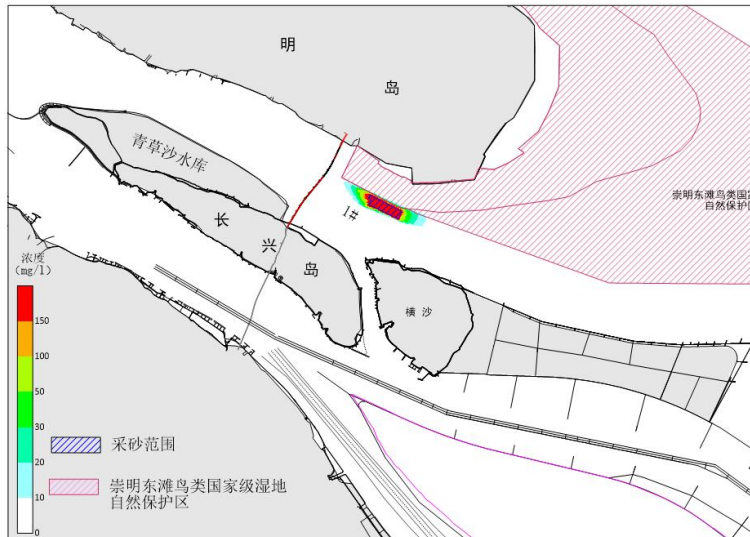 明
岛
青草沙水库
崇明东滩鸟类国家
自然保护区
1#
长
兴
岛
横沙
浓度
(mg/l)
150
100
50
30
20
10
0
采砂范围
崇明东滩鸟类国家级湿地
自然保护区